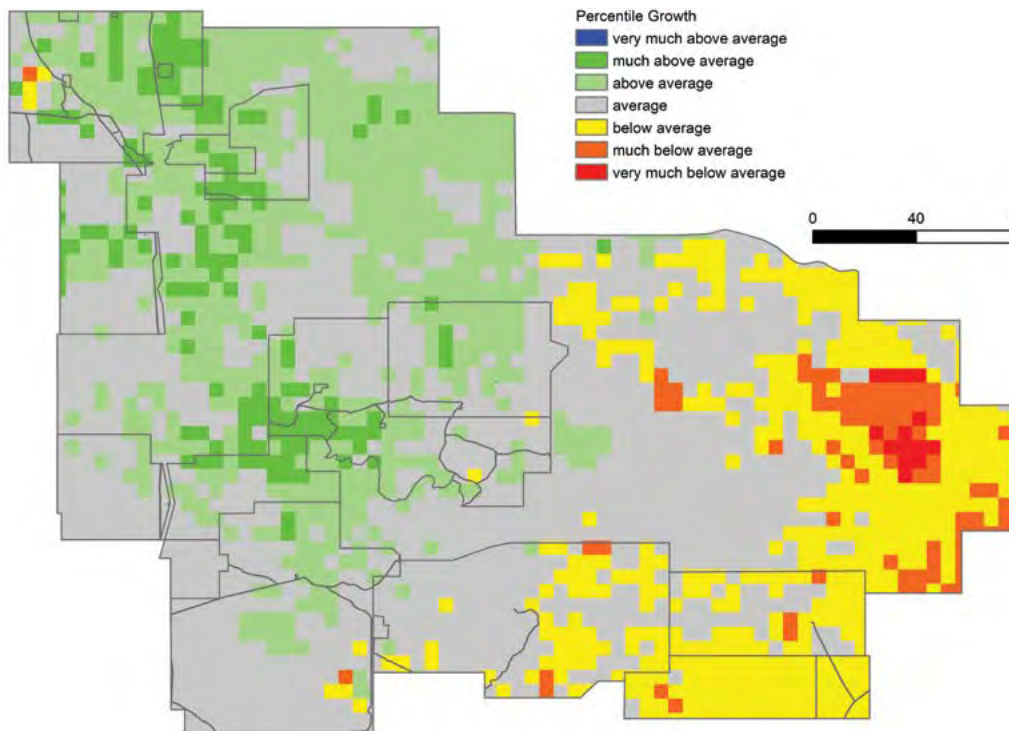 Percentile Growth
very much above average
much above average
above average
average
below average
much below average
very much below average
0 40